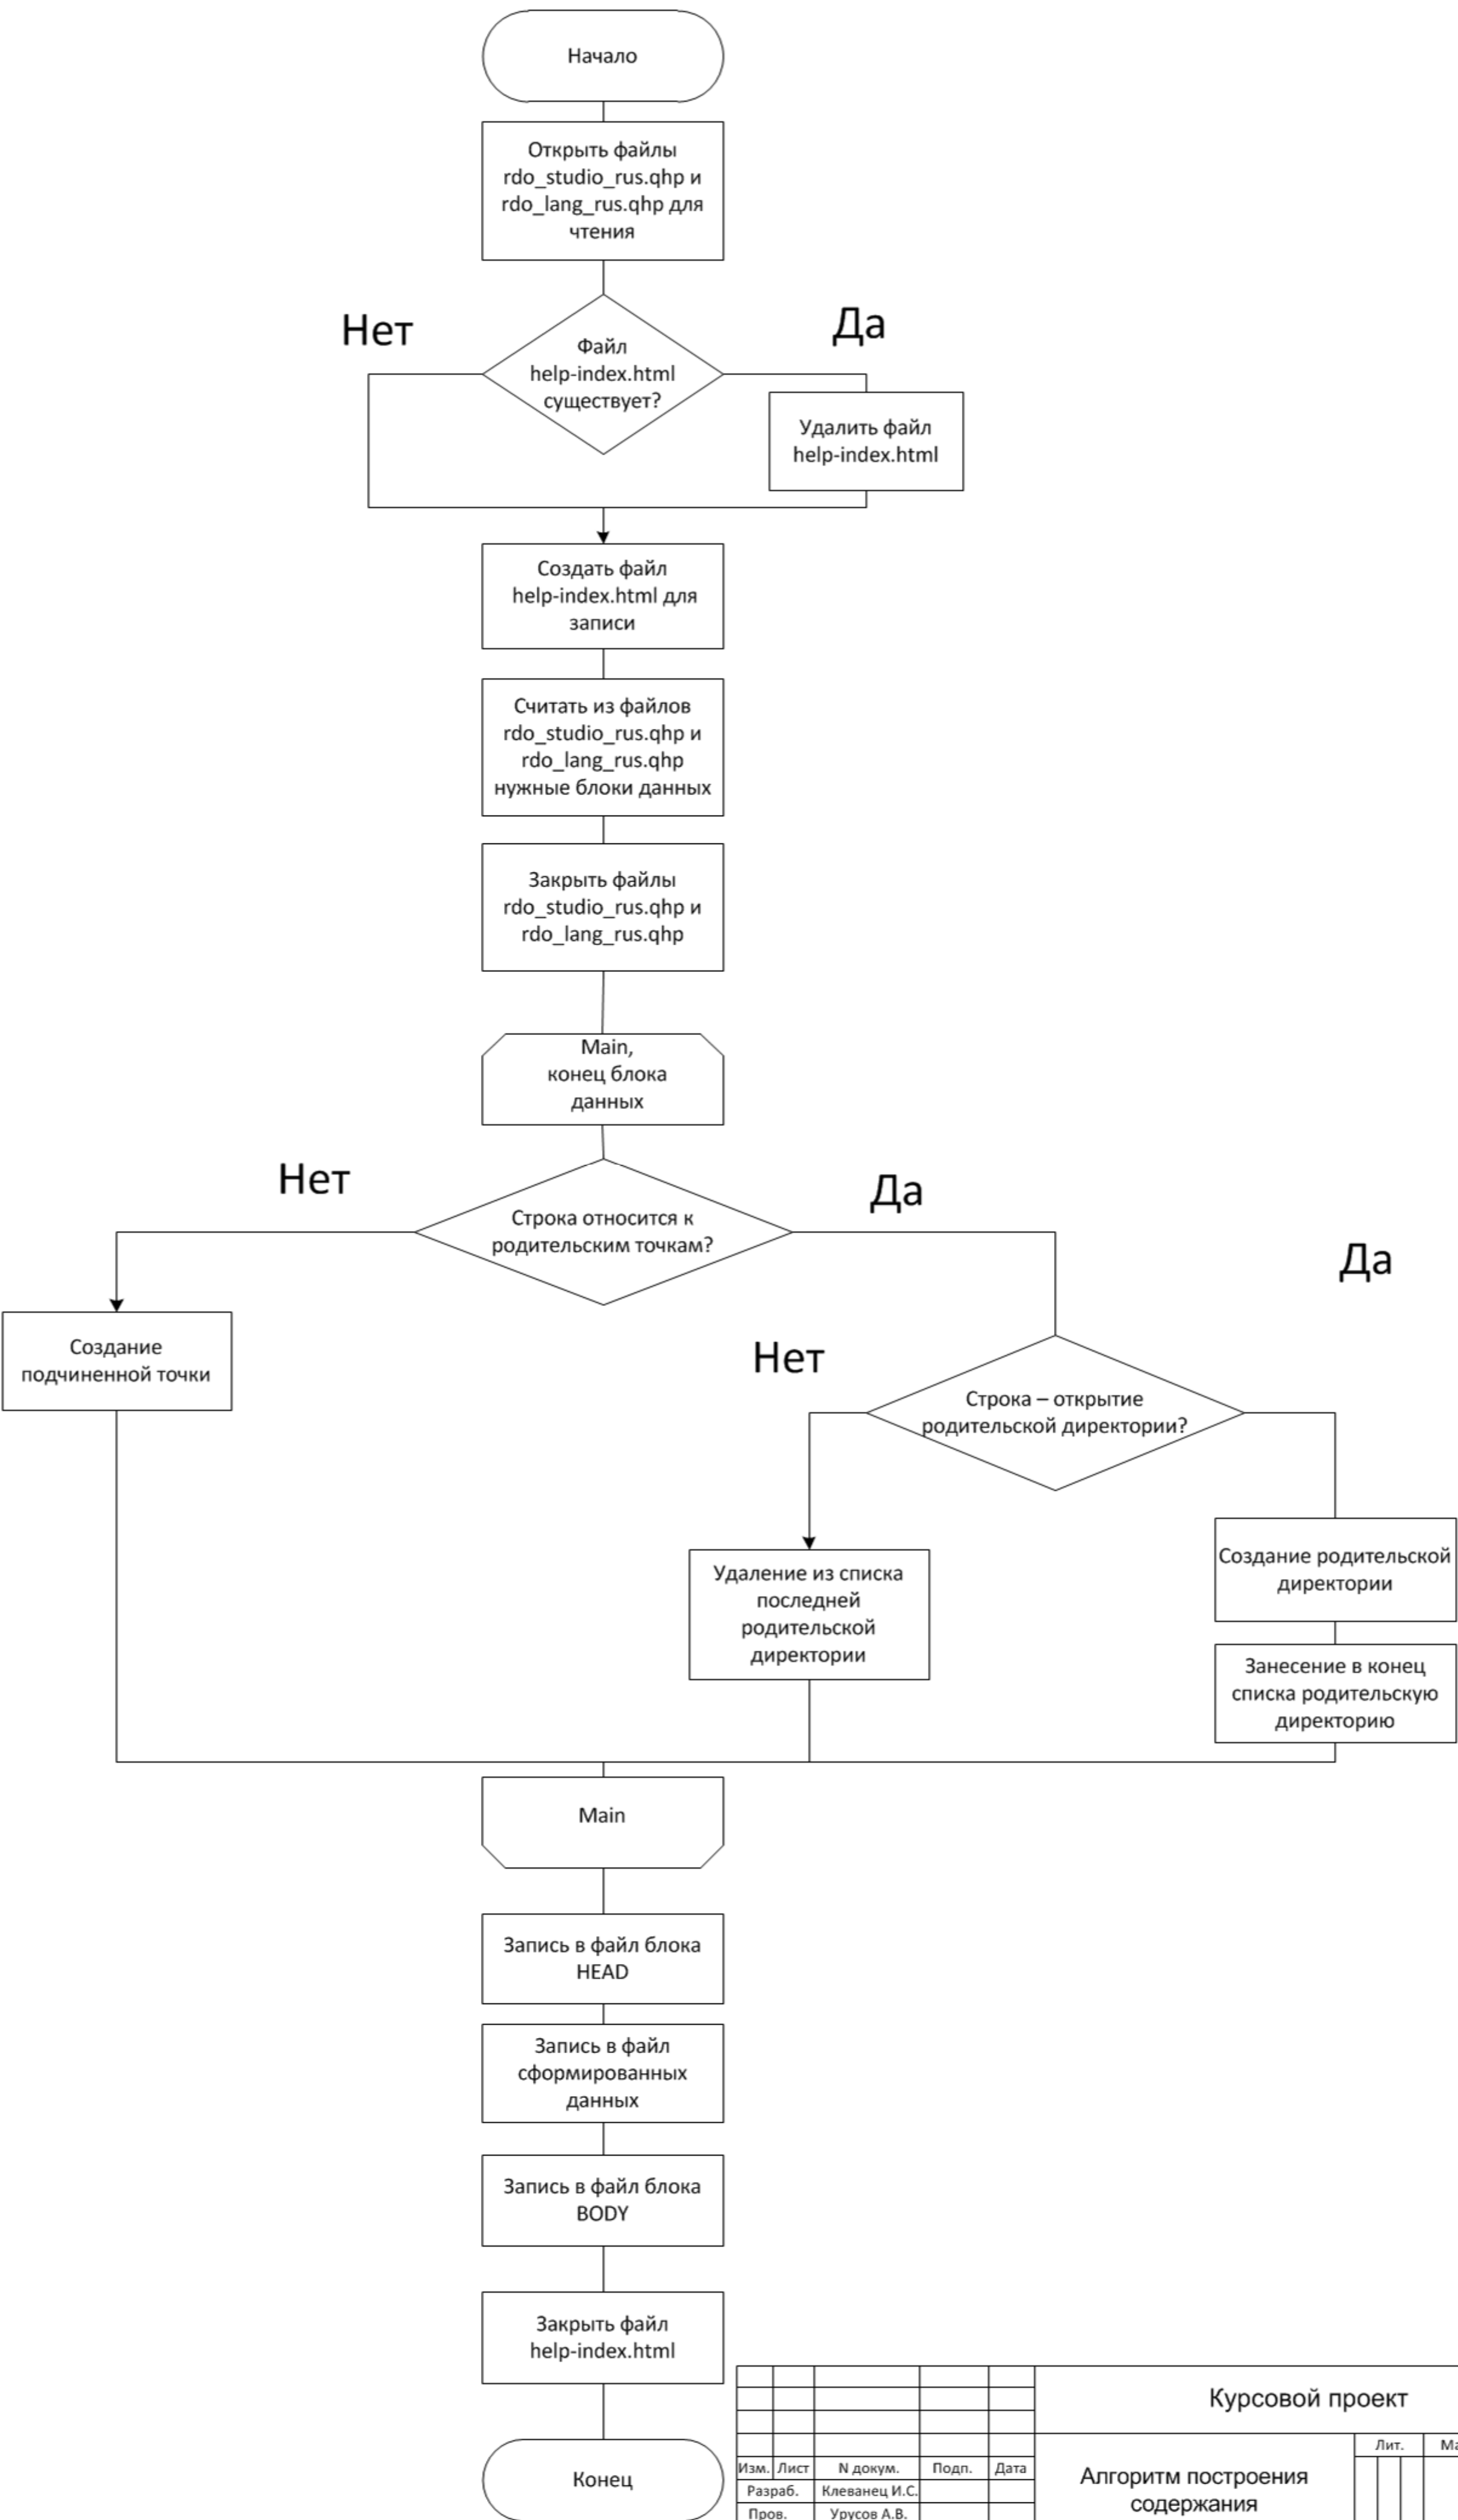 Начало
Открыть файлы
rdo_studio_rus.qhp и
rdo_lang_rus.qhp для
чтения
Нет
Да
Файл
help-index.html
существует?
Удалить файл
help-index.html
Создать файл
help-index.html для
записи
Считать из файлов
rdo_studio_rus.qhp и
rdo_lang_rus.qhp
нужные блоки данных
Закрыть файлы
rdo_studio_rus.qhp и
rdo_lang_rus.qhp
Main,
конец блока
данных
Нет
Да
Строка относится к
родительским точкам?
Да
Создание
подчиненной точки
Нет
Строка – открытие
родительской директории?
Удаление из списка
последней
родительской
директории
Создание родительской
директории
Занесение в конец
списка родительскую
директорию
Main
Запись в файл блока
HEAD
Запись в файл
сформированных
данных
Запись в файл блока
BODY
Закрыть файл
help-index.html
Конец
Курсовой проект
Изм. Лист N докум. Подп. Дата
Разраб. Клеванец И.С.
Пров. Урусов А.В.
Алгоритм построения
содержания
Лит.